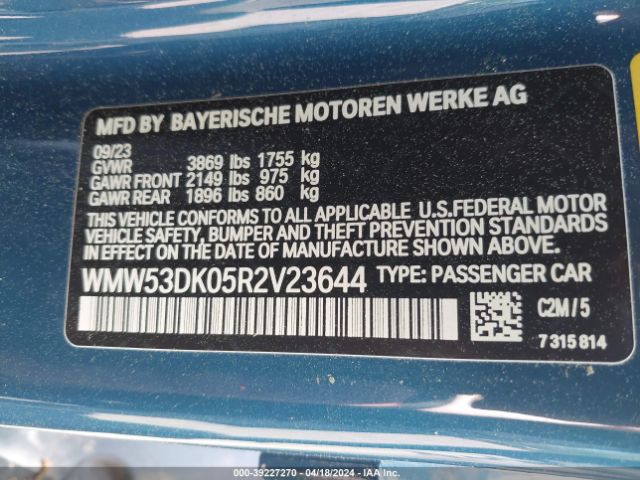 MFD BY BAYERISCHE MOTOREN WERKE AG
09/23
GVWR 3869 lbs 1755 kg
GAWR FRONT 2149 lbs 975 kg
GAWR REAR 1896 lbs 860 kg
THIS VEHICLE CONFORMS TO ALL APPLICABLE U.S.FEDERAL MOTOR
VEHICLE SAFETY, BUMPER AND THEFT PREVENTION STANDARDS
IN EFFECT ON THE DATE OF MANUFACTURE SHOWN ABOVE.
WMW53DK05R2V23644 TYPE: PASSENGER CAR
C2M/5
7 315 814
000-39227270 - 04/18/2024 - IAA Inc.